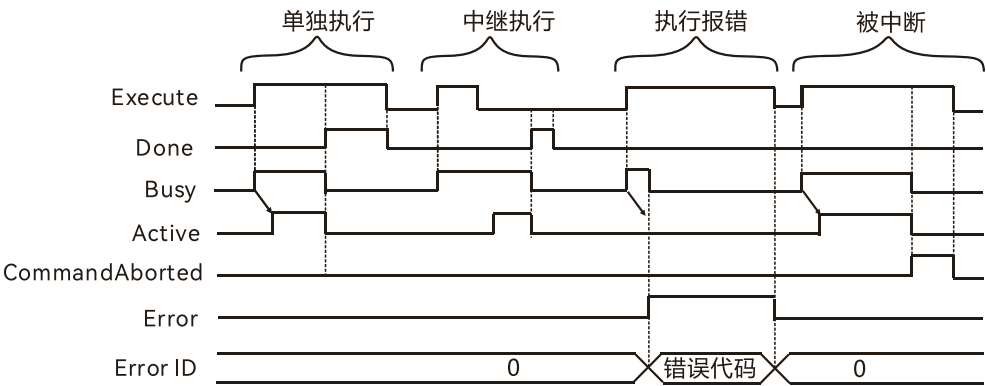 单独执行 中继执行 执行报错 被中断
Execute
Done
Busy
Active
CommandAborted
Error
Error ID 0 错误代码 0